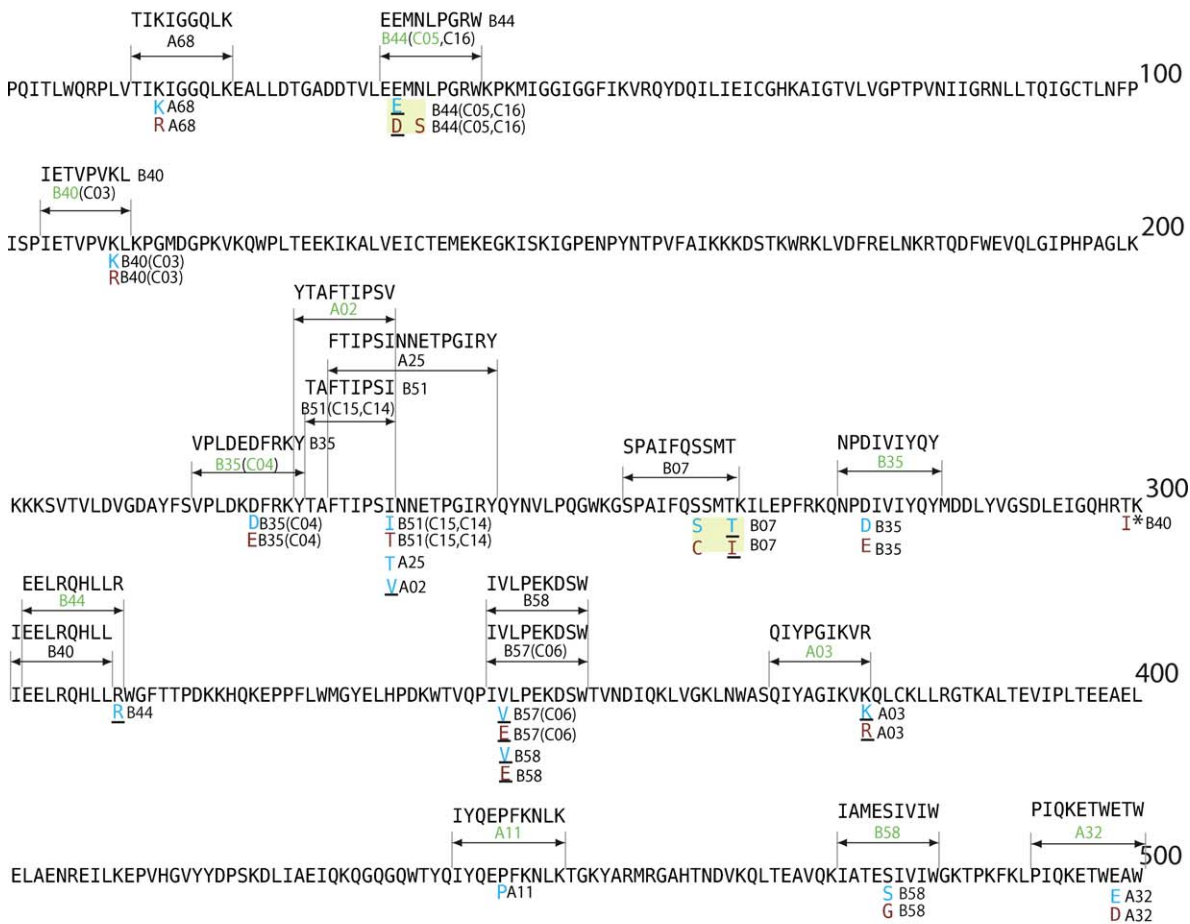 TIKIGGQLK EEMNLPGRW B44
A68 B44(C05,C16)
PQITLWQRPLVTIKIGGQLKEALLDTGADDTVLEEMNLPGRWKPKMIGGIGGFIKVRQYDQILIEICGHKAIGTVLVGPTPVNIIGRNLLTQIGCTLNFP 100
K A68 E B44(C05,C16)
R A68 D S B44(C05,C16)
IETVPVKL B40
B40(C03)
ISPIETVPVKLKPGMDGPKVKQWPLTEEKIKALVEICTEMEKEGKISKIGPENPYNTPVFAIKKKDSTKWRKLVDFRELNKRTQDFWEVQLGIPHPAGLK 200
K B40(C03)
R B40(C03)
YTAFTIPSV
A02
FTIPSINNETPGIRY
A25
TAFTIPSI B51
B51(C15,C14)
VPLDEDFRKY B35 SPAIFQSSMT NPDIVIYQY
B35(C04) B07 B35
KKKSVTVLDVGDAYFSVPLDKDFRKYTAFTIPSINNETPGIRYQYNVLPQGWKGSPAIFQSSMTKILEPFRKQNPDIVIYQYMDDLYVGSDLEIGQHRTK 300
D B35(C04) I B51(C15,C14) S T B07 D B35 I* B40
E B35(C04) T B51(C15,C14) C I B07 E B35
T A25
V A02
EELRQHLLR IVLPEKDSW
B44 B58
IEELRQHLL IVLPEKDSW QIYPGIKVR
B40 B57(C06) A03
IEELRQHLLRWGFTTPDKKHQKEPPFLWMGYELHPDKWTVQPIVLPEKDSWTVNDIQKLVGKLNWASQIYAGIKVKQLCKLLRGTKALTEVIPLTEEAEL 400
R B44 V B57(C06) K A03
E B57(C06) R A03
V B58
E B58
IYQEPFKNLK IAMESIVIW PIQKETWETW
A11 B58 A32
ELAENREILKEPVHGVYYDPSKDLIAEIQKQGQGQWTYQIYQEPFKNLKTGKYARMRGAHTNDVKQLTEAVQKIATESIVIWGKTPKFKLPIQKETWEAW 500
P A11 S B58 E A32
G B58 D A32